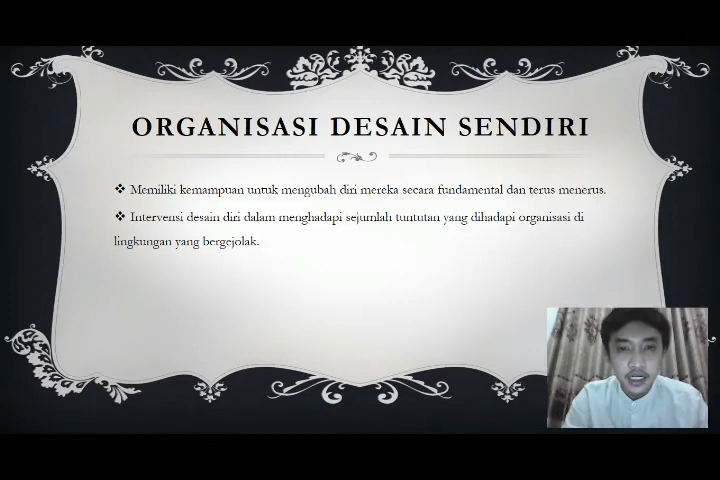 ORGANISASI DESAIN SENDIRI
❖ Memiliki kemampuan untuk mengubah diri mereka secara fundamental dan terus menerus.
❖ Intervensi desain diri dalam menghadapi sejumlah tuntutan yang dihadapi organisasi di
lingkungan yang bergejolak.